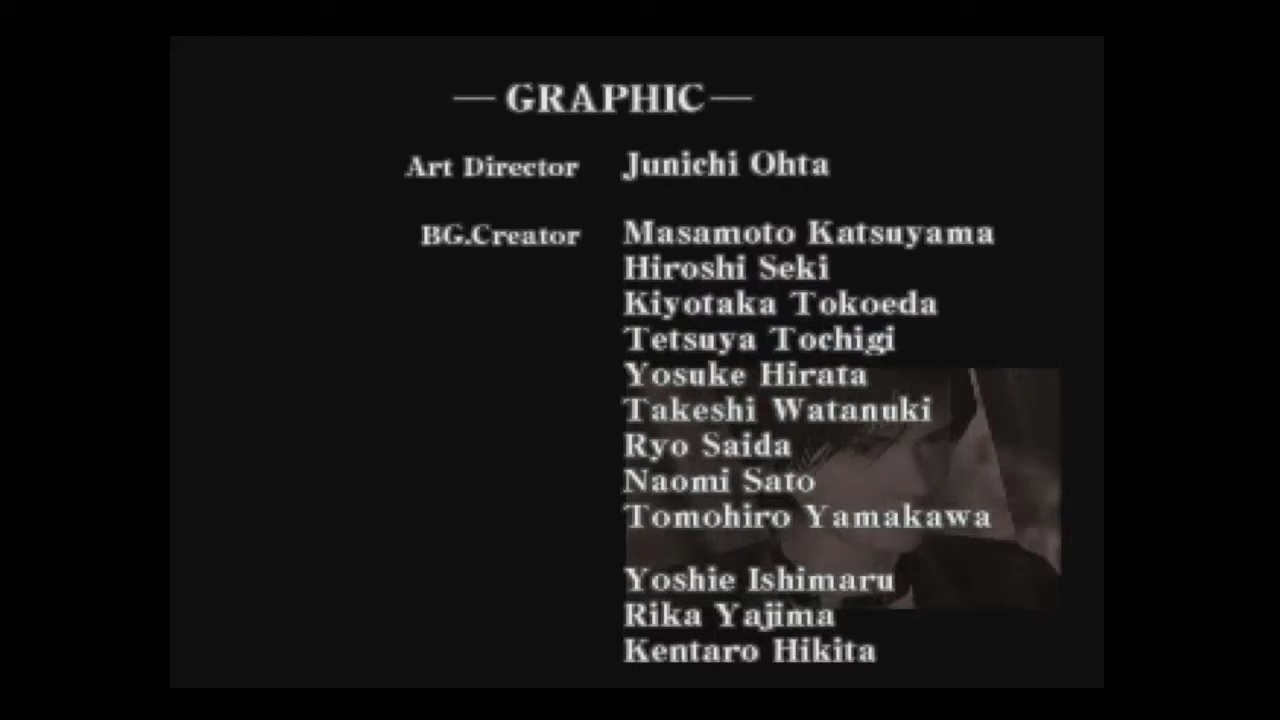 — GRAPHIC —
Art Director Junichi Ohta
BG.Creator Masamoto Katsuyama
Hiroshi Seki
Kiyotaka Tokoeda
Tetsuya Tochigi
Yosuke Hirata
Takeshi Watanuki
Ryo Saida
Naomi Sato
Tomohiro Yamakawa
Yoshie Ishimaru
Rika Yajima
Kentaro Hikita